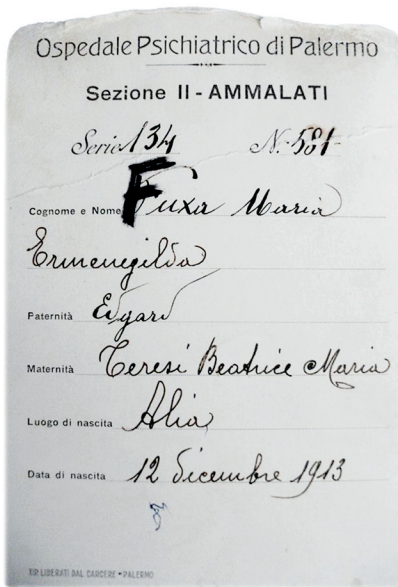 Ospedale Psichiatrico di Palermo
Sezione II - AMMALATI
Serie 134 N. 581
Cognome e Nome Fuxa Maria
Ermenegilda
Paternità Edgard
Maternità Teresi Beatrice Maria
Luogo di nascita Alia
Data di nascita 12 dicembre 1913
TIP. LIBERATI DAL CARCERE • PALERMO